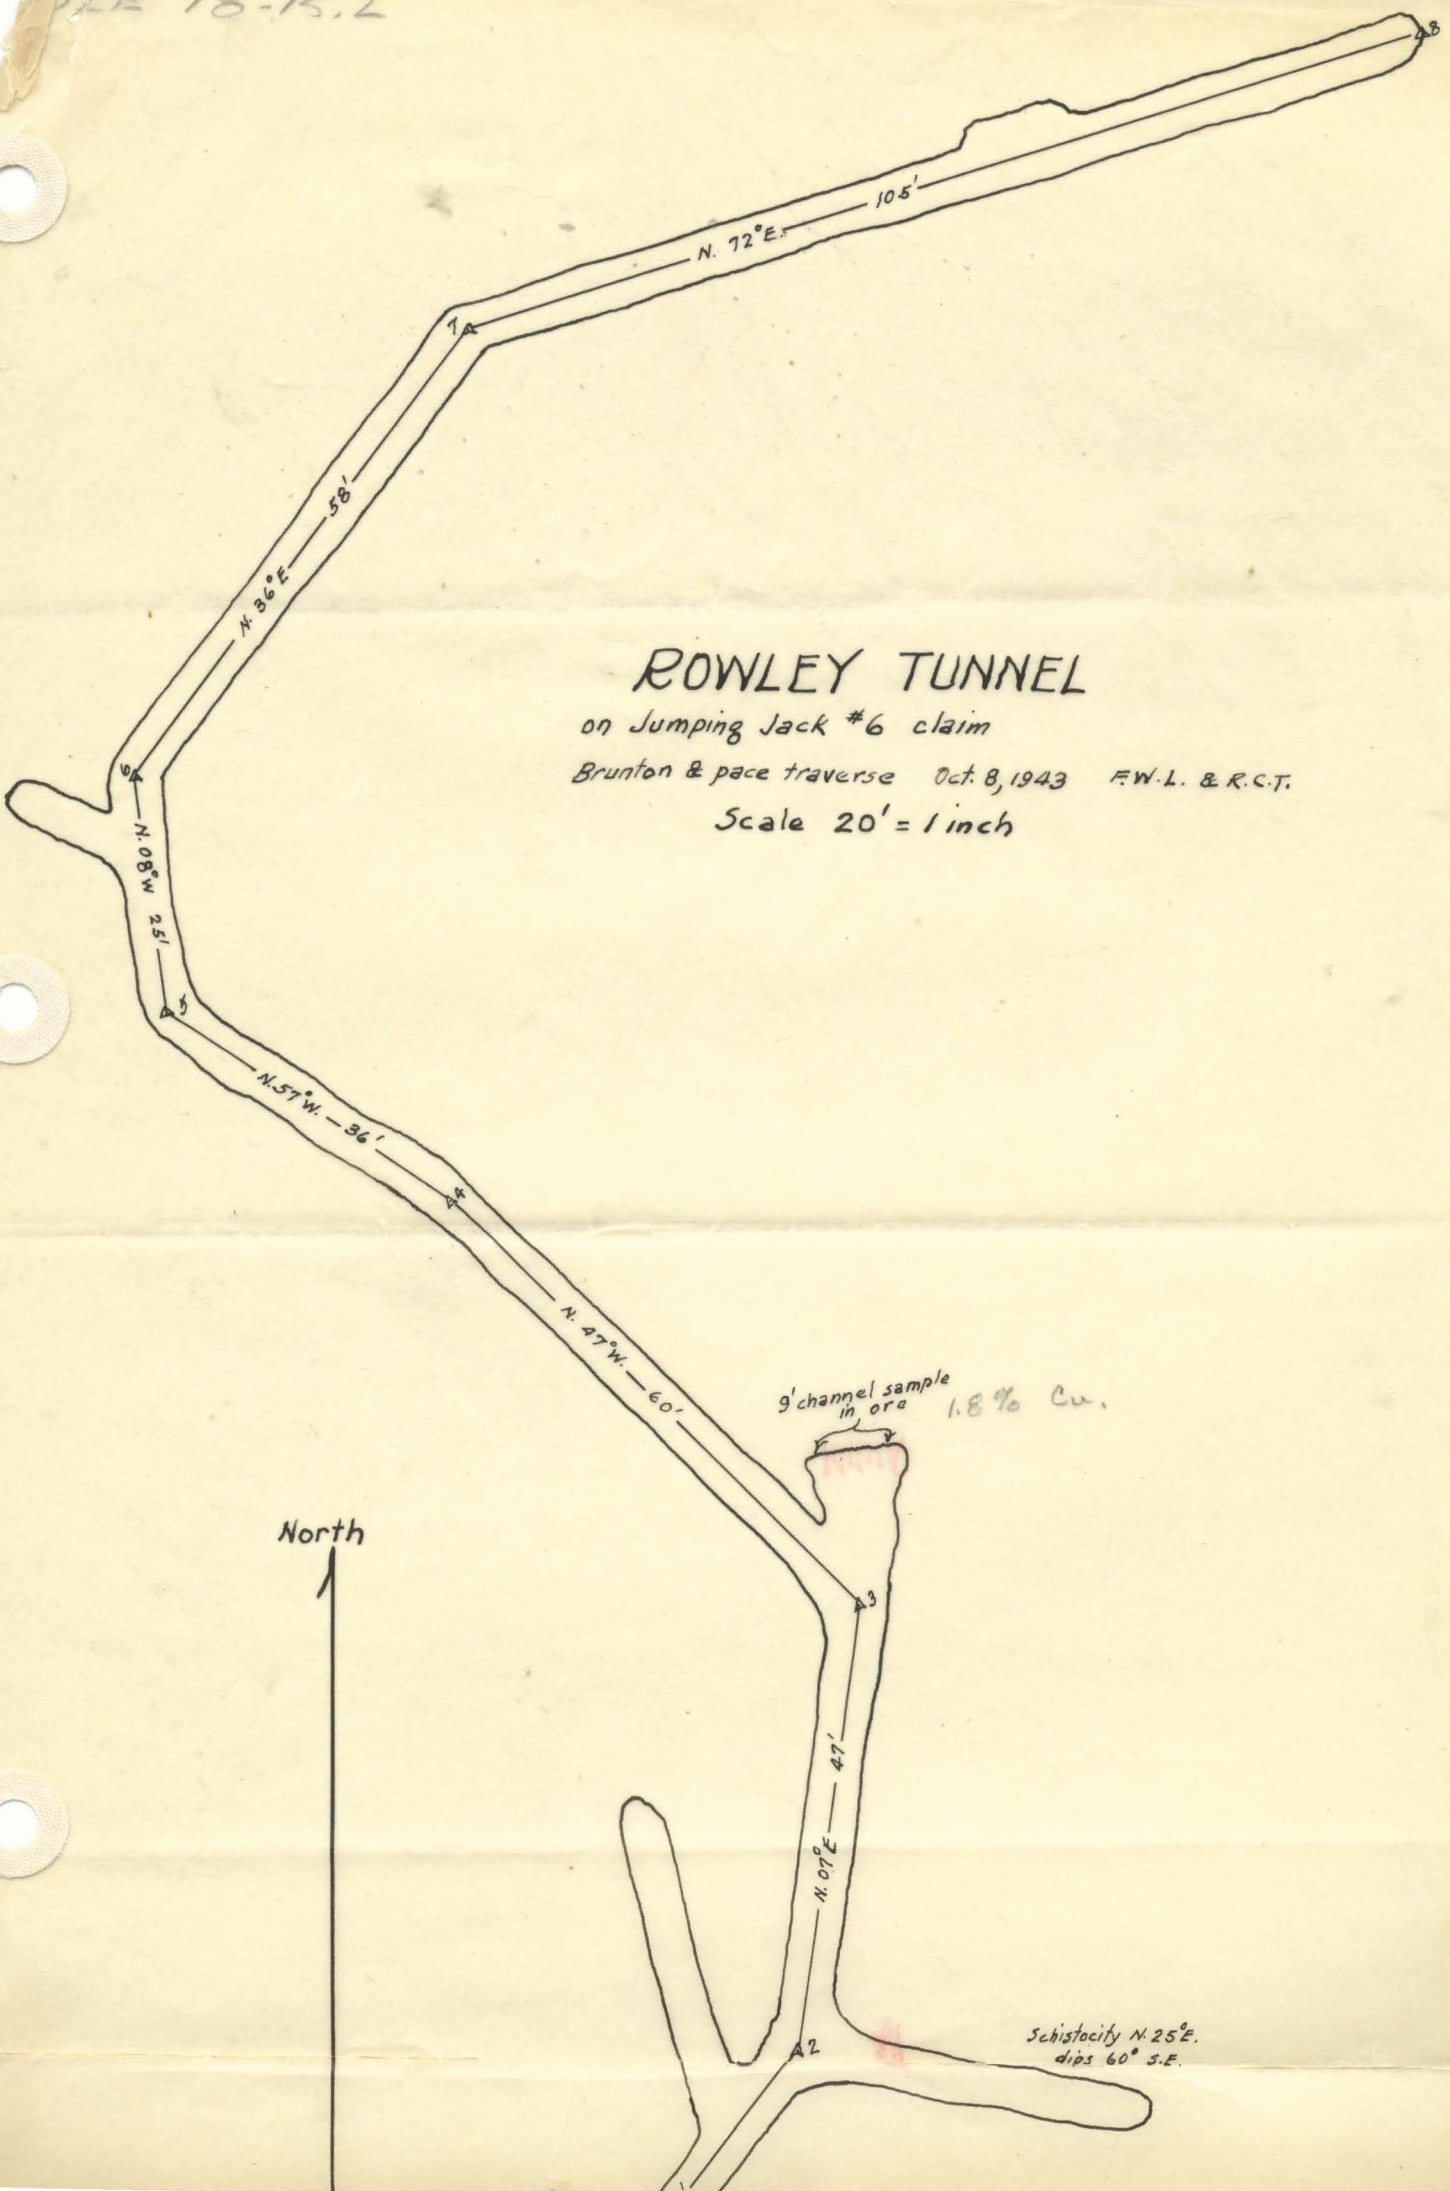 18-B.2
8
105'
N. 72°E.
7
58'
N. 36°E
ROWLEY TUNNEL
on Jumping Jack #6 claim
Brunton & pace traverse Oct. 8, 1943 F.W.L. & R.C.T.
Scale 20' = 1 inch
6
N. 08°W 25'
5
N. 57°W. 36'
4
N. 47°W. 60'
9' channel sample
in ore
1.8% Cu.
North
3
47'
N. 07°E
2
Schistocity N. 25°E.
dips 60° S.E.